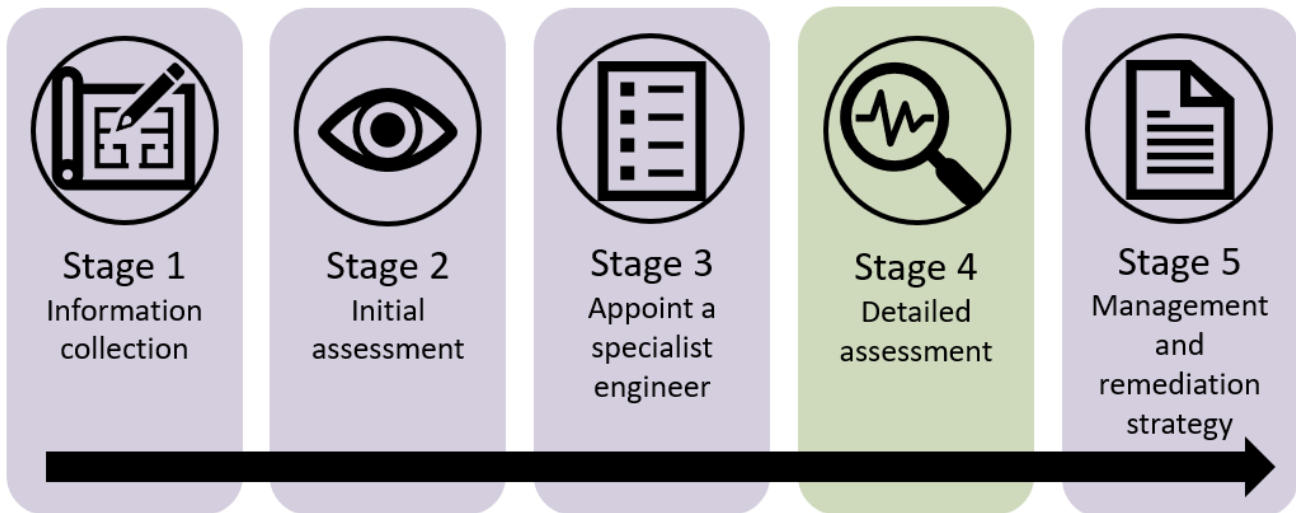 Stage 1
Information
collection
Stage 2
Initial
assessment
Stage 3
Appoint a
specialist
engineer
Stage 4
Detailed
assessment
Stage 5
Management
and
remediation
strategy